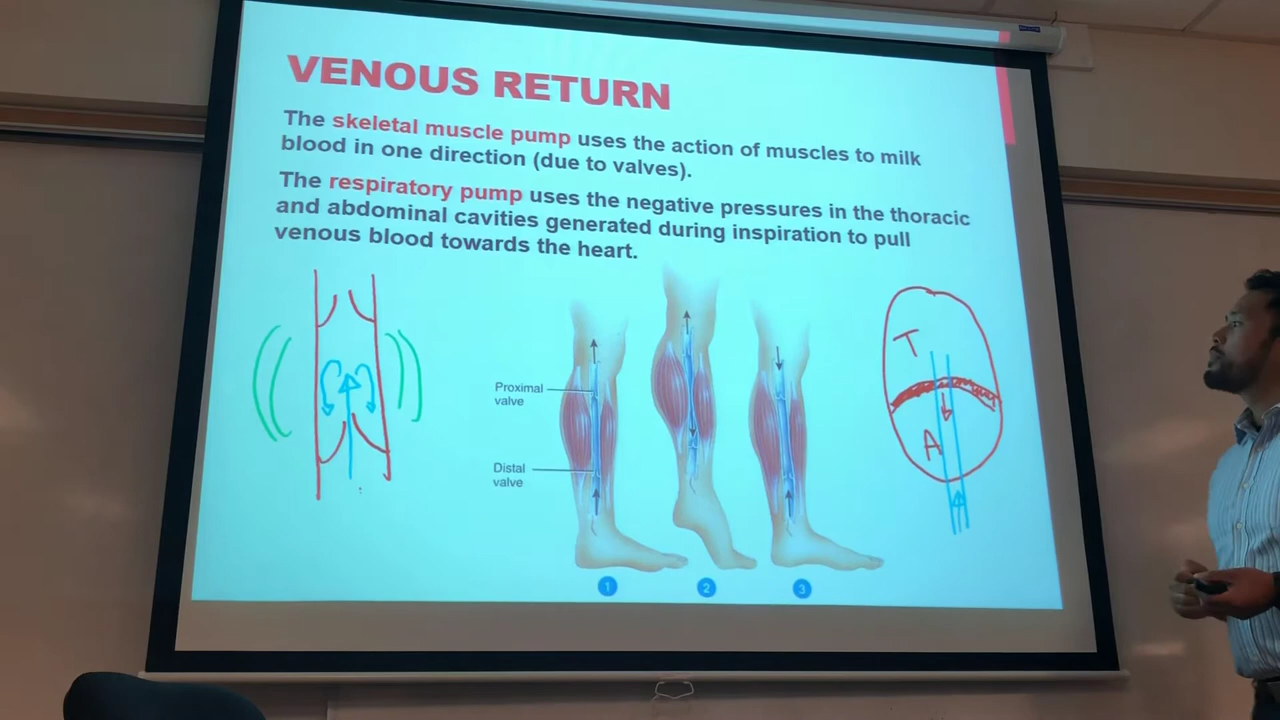 VENOUS RETURN
The skeletal muscle pump uses the action of muscles to milk
blood in one direction (due to valves).
The respiratory pump uses the negative pressures in the thoracic
and abdominal cavities generated during inspiration to pull
venous blood towards the heart.
Proximal
valve
Distal
valve
T
A
1
2
3